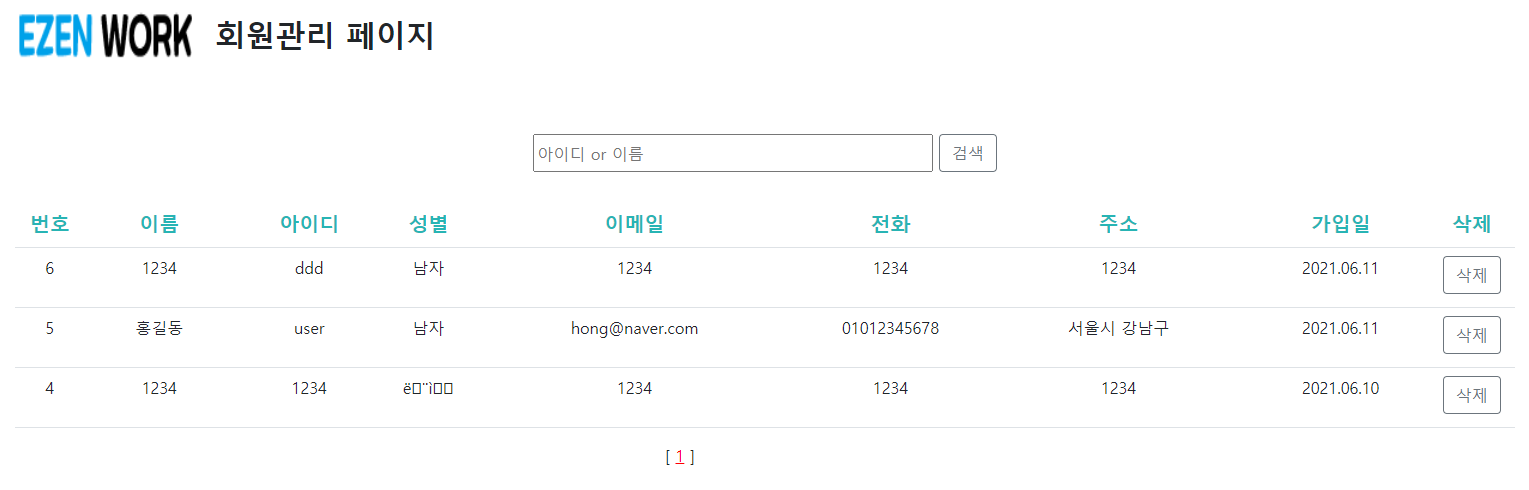 EZEN WORK 회원관리 페이지
아이디 or 이름 검색
번호 이름 아이디 성별 이메일 전화 주소 가입일 삭제
6 1234 ddd 남자 1234 1234 1234 2021.06.11 삭제
5 홍길동 user 남자 hong@naver.com 01012345678 서울시 강남구 2021.06.11 삭제
4 1234 1234 1234 1234 1234 2021.06.10 삭제
[ 1 ]